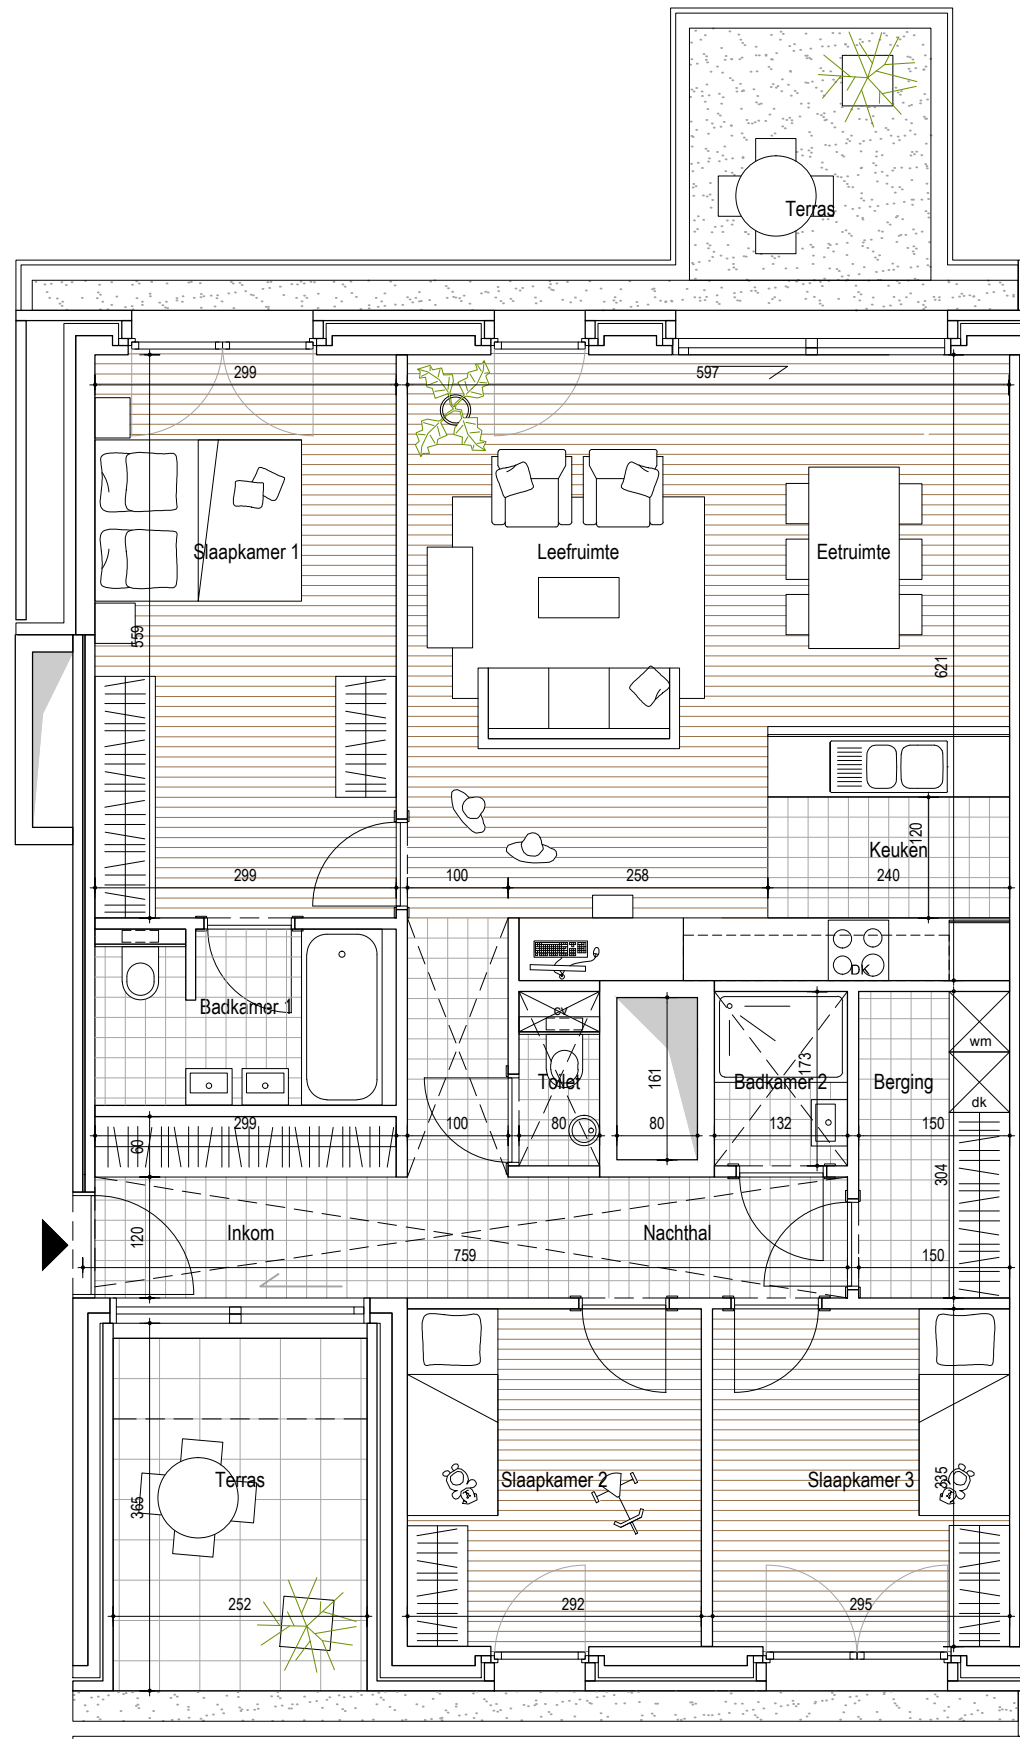 Terras
299
597
Slaapkamer 1
Leefruimte
Eetruimte
559
621
120
Keuken
299
100
258
240
DK
Badkamer 1
cv
wm
161
173
Toilet
Badkamer 2
Berging
dk
299
100
80
80
132
150
60
304
120
Inkom
Nachthal
759
150
Terras
Slaapkamer 2
Slaapkamer 3
365
335
252
292
295